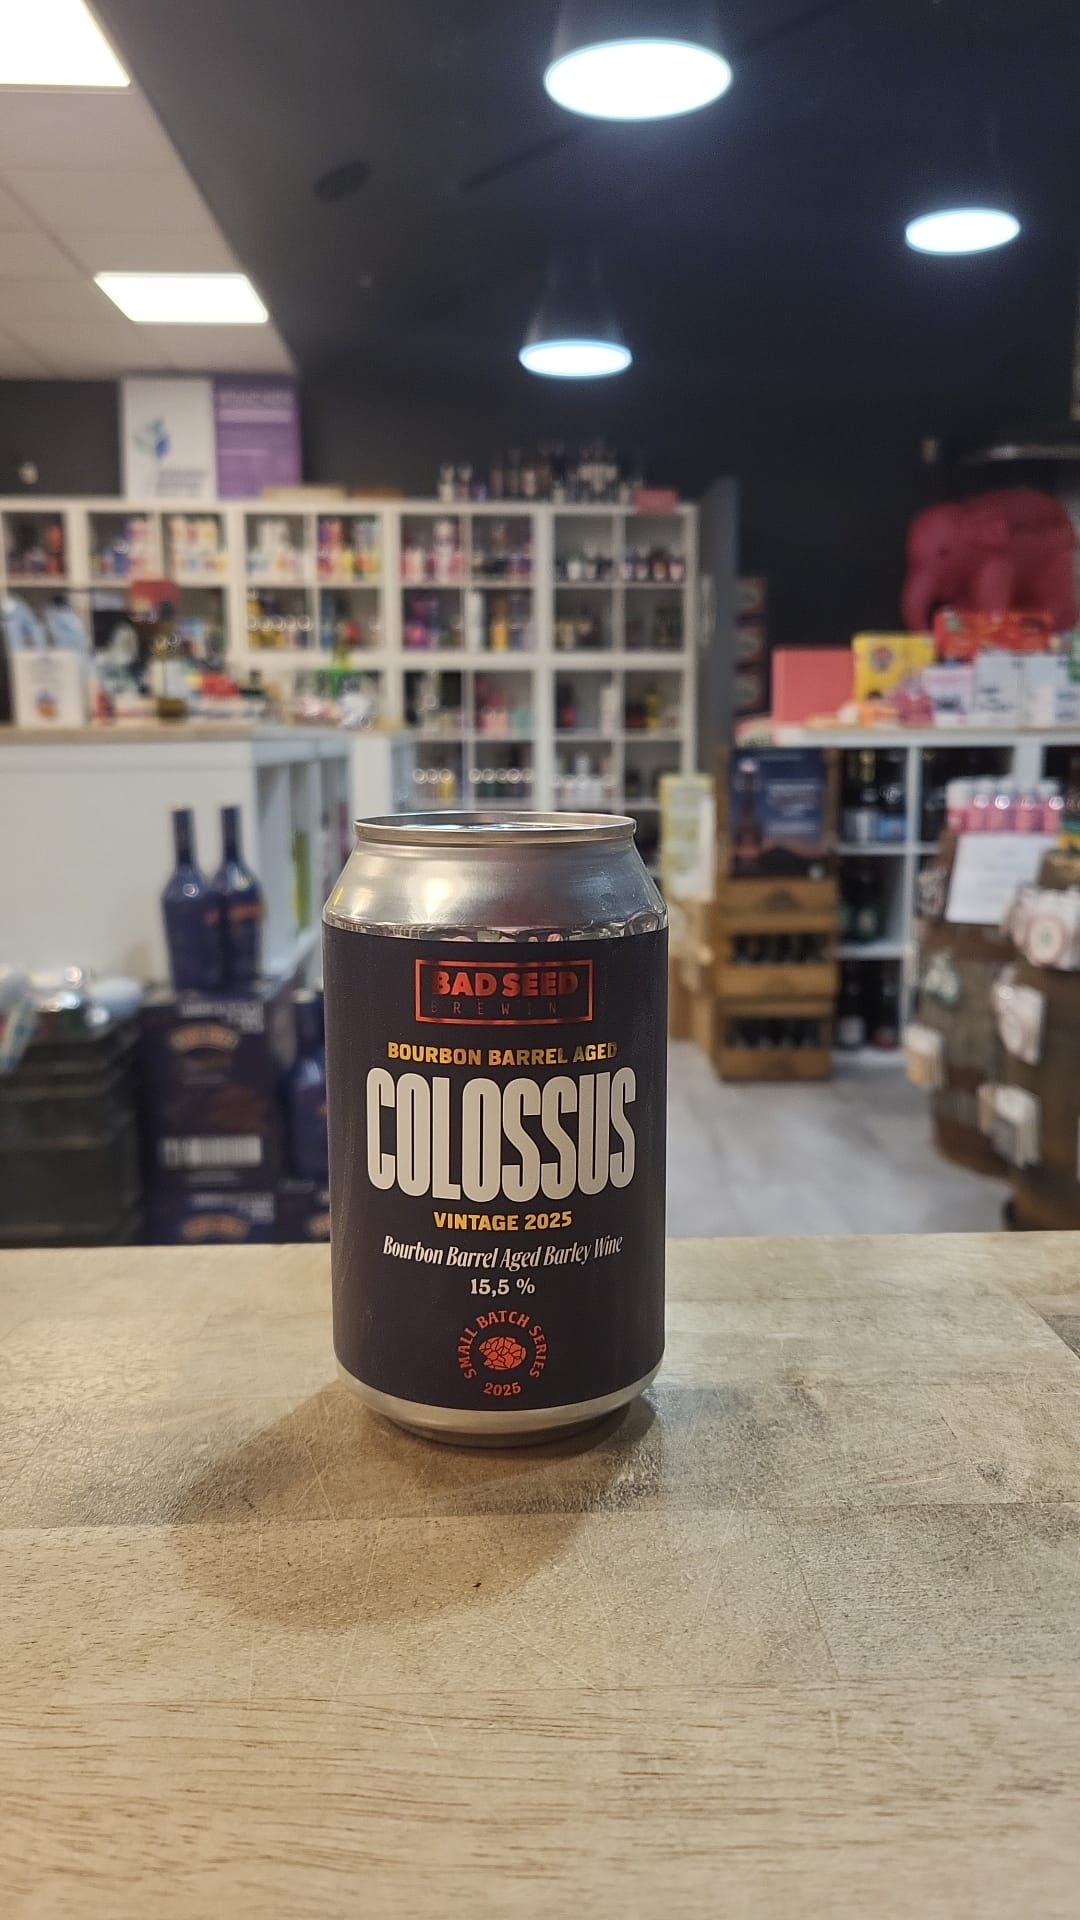 BAD SEED
BREWIN
BOURBON BARREL AGED
COLOSSUS
VINTAGE 2025
Bourbon Barrel Aged Barley Wine
15,5 %
SMALL BATCH SERIES
2025